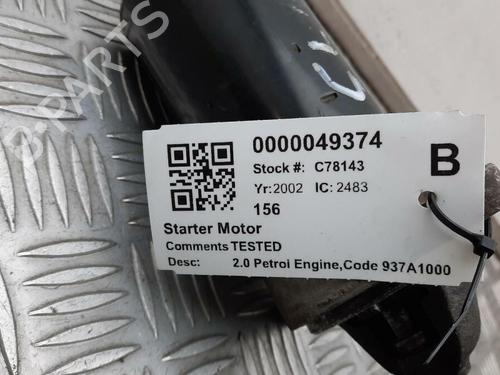 B-PARTS
0000049374
B
Stock #: C78143
Yr:2002 IC:2483
156
Starter Motor
Comments TESTED
Desc: 2.0 Petrol Engine,Code 937A1000